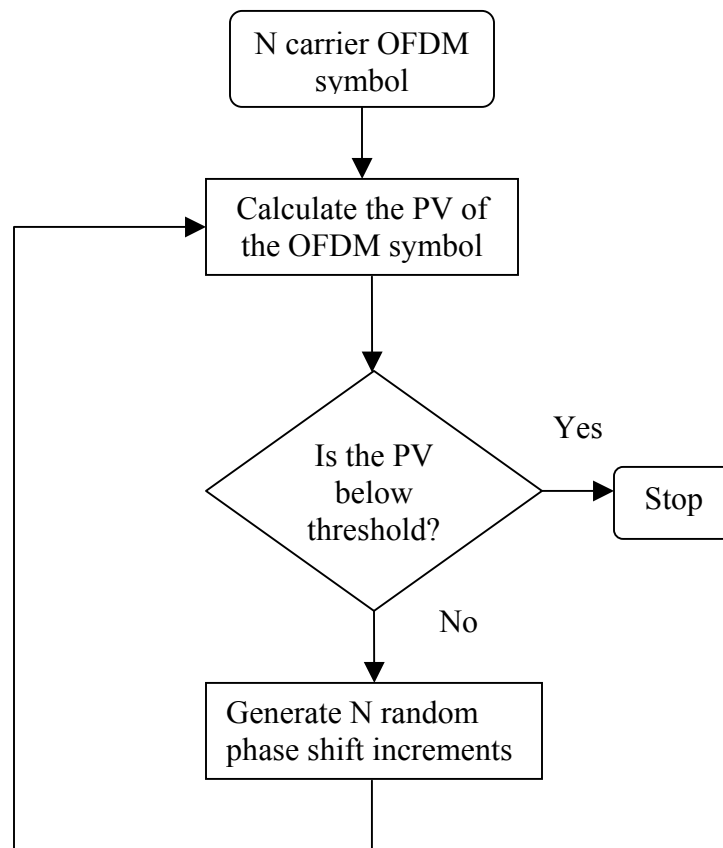 N carrier OFDM
symbol
Calculate the PV of
the OFDM symbol
Is the PV
below
threshold?
Yes
Stop
No
Generate N random
phase shift increments